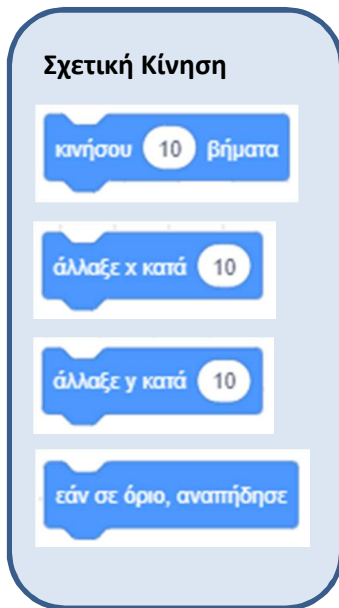 Σχετική Κίνηση
κινήσου 10 βήματα
άλλαξε x κατά 10
άλλαξε y κατά 10
εάν σε όριο, αναπήδησε